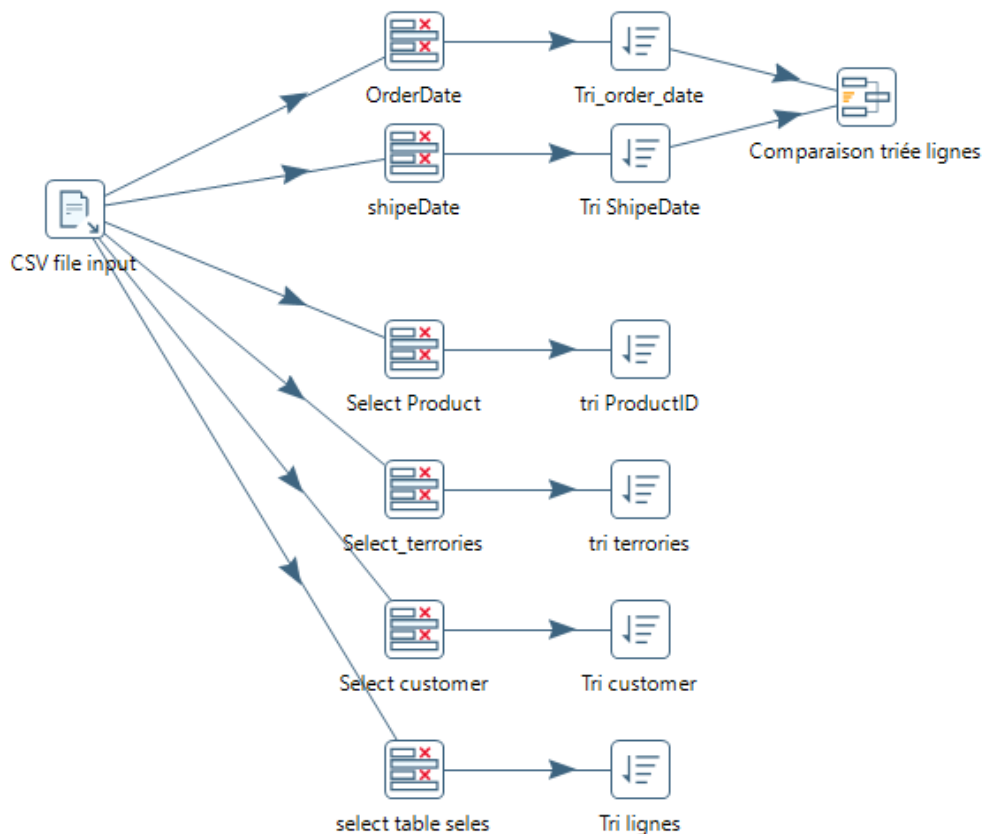 OrderDate
Tri_order_date
Comparaison triée lignes
shipeDate
Tri ShipeDate
CSV file input
Select Product
tri ProductID
Select_terrories
tri terrories
Select customer
Tri customer
select table seles
Tri lignes